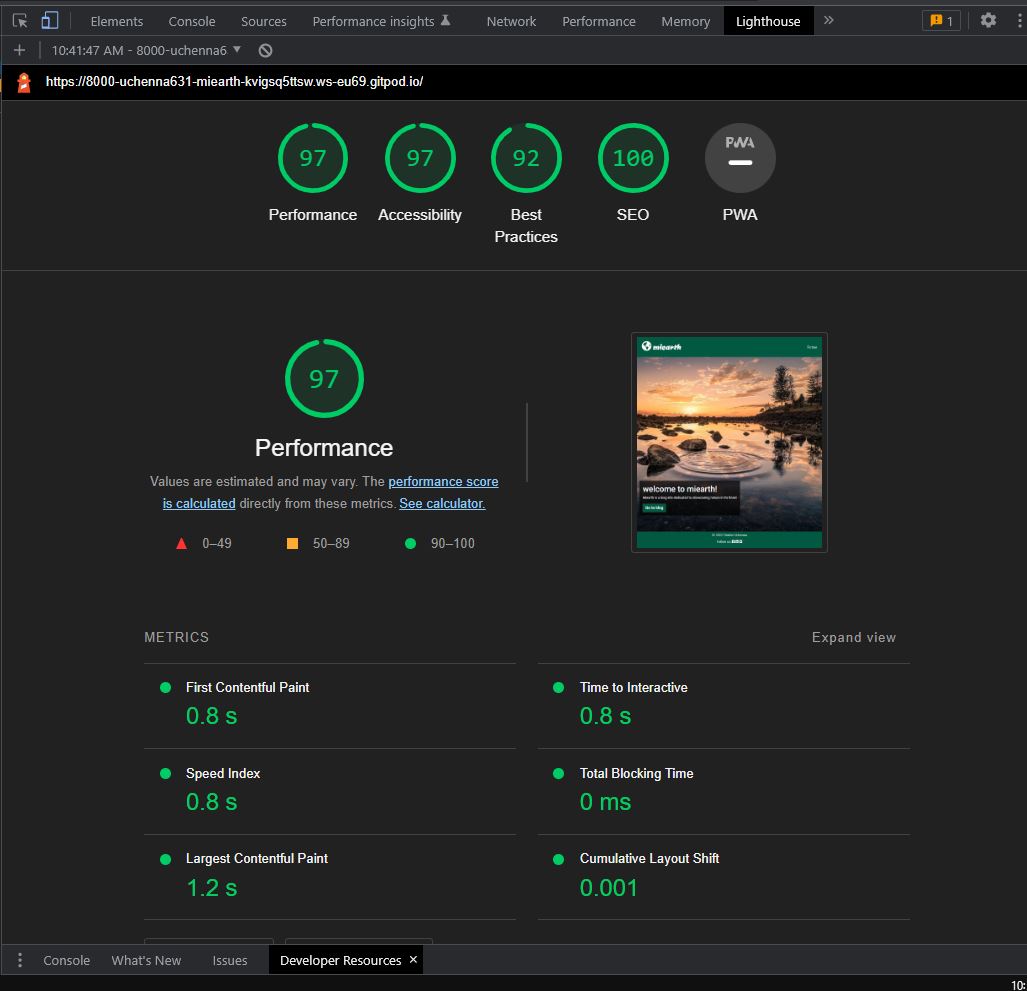 Elements Console Sources Performance insights Network Performance Memory Lighthouse » 1
+ 10:41:47 AM - 8000-uchenna6
https://8000-uchenna631-miearth-kvigsq5ttsw.ws-eu69.gitpod.io/
97 97 92 100 PWA
Performance Accessibility Best Practices SEO PWA
97
miearth
Performance
Values are estimated and may vary. The performance score
is calculated directly from these metrics. See calculator.
welcome to miearth!
Go to blog
0–49 50–89 90–100
METRICS Expand view
First Contentful Paint Time to Interactive
0.8 s 0.8 s
Speed Index Total Blocking Time
0.8 s 0 ms
Largest Contentful Paint Cumulative Layout Shift
1.2 s 0.001
Console What's New Issues Developer Resources ×
10: